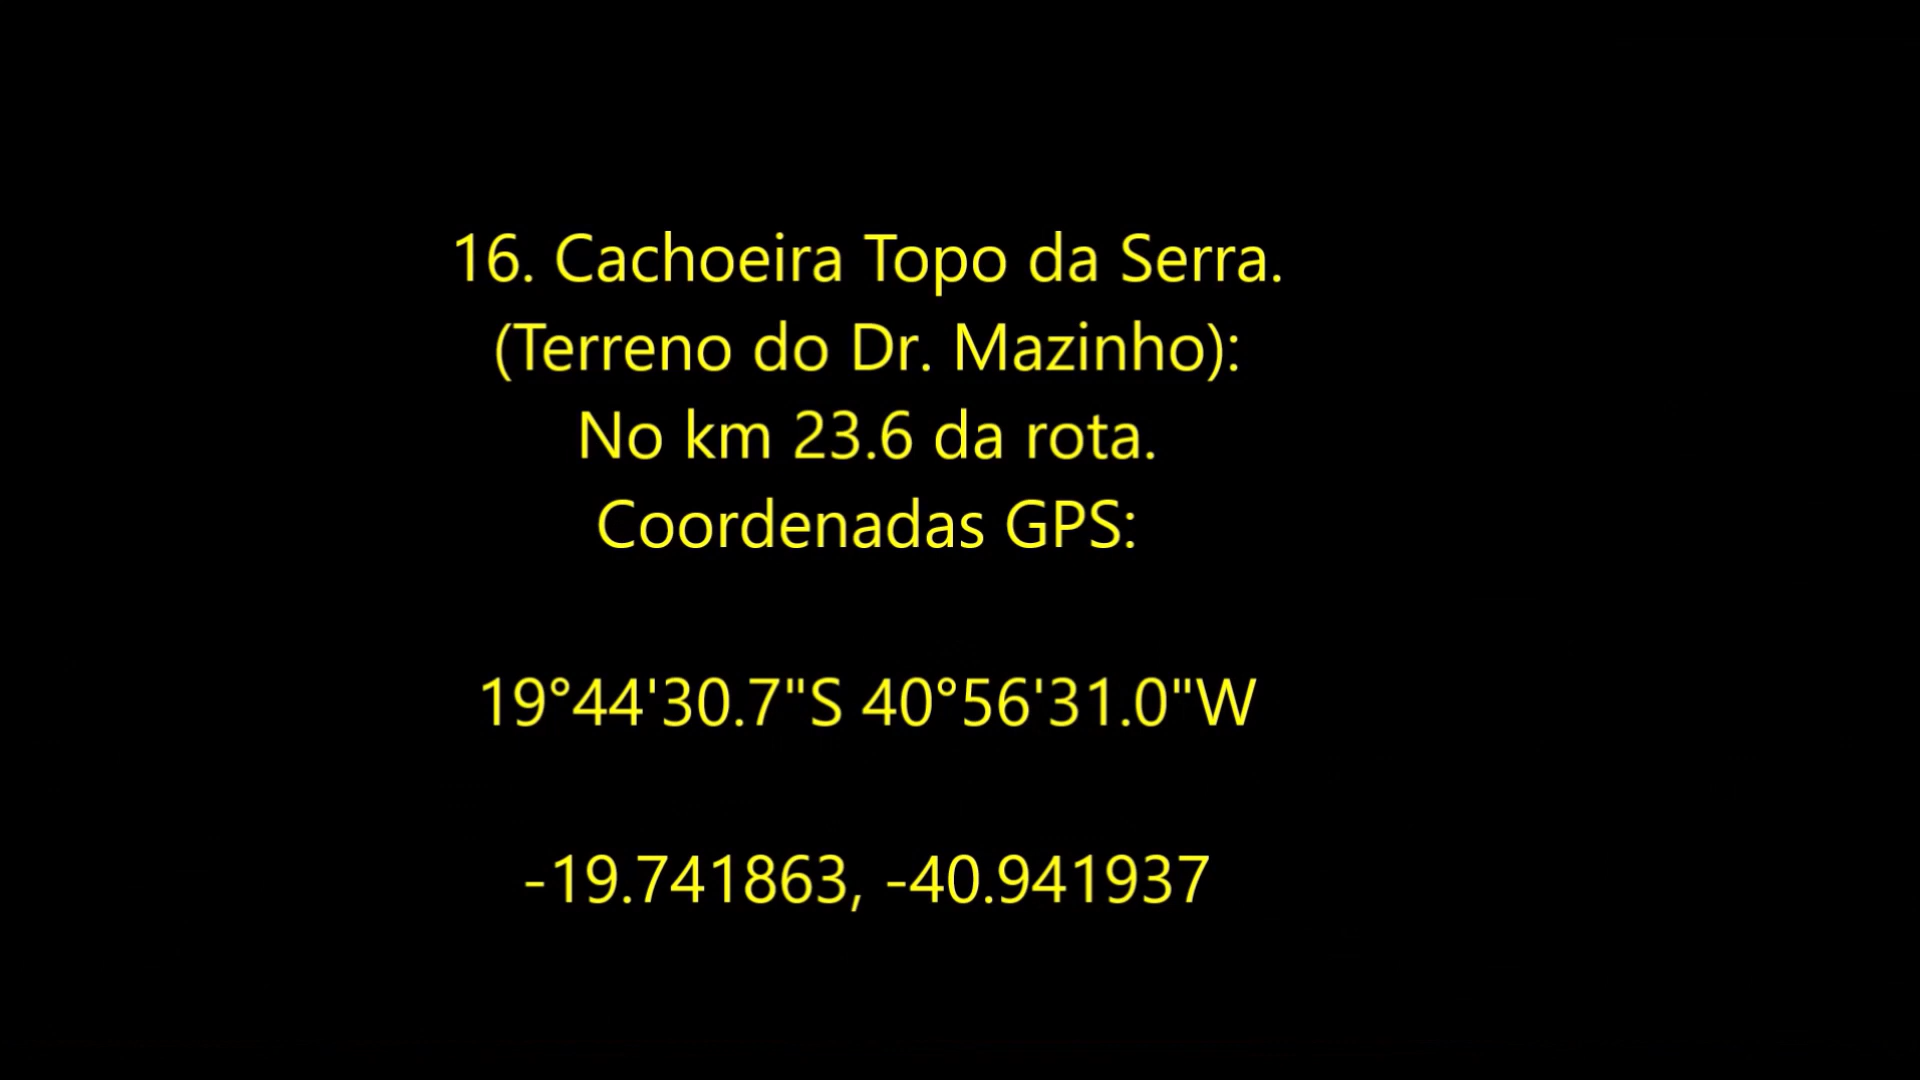 16. Cachoeira Topo da Serra.
(Terreno do Dr. Mazinho):
No km 23.6 da rota.
Coordenadas GPS:
19°44'30.7"S 40°56'31.0"W
-19.741863, -40.941937